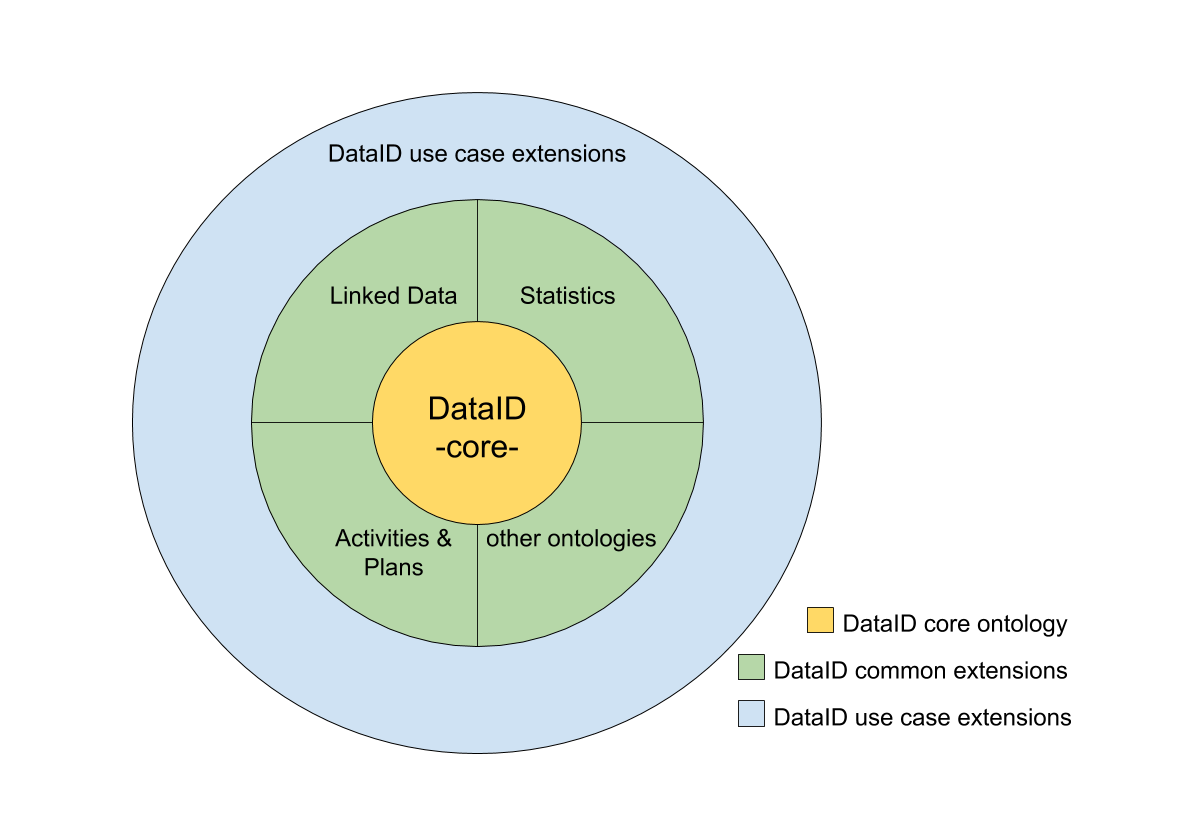 DataID use case extensions
Linked Data
Statistics
DataID
-core-
Activities &
Plans
other ontologies
DataID core ontology
DataID common extensions
DataID use case extensions